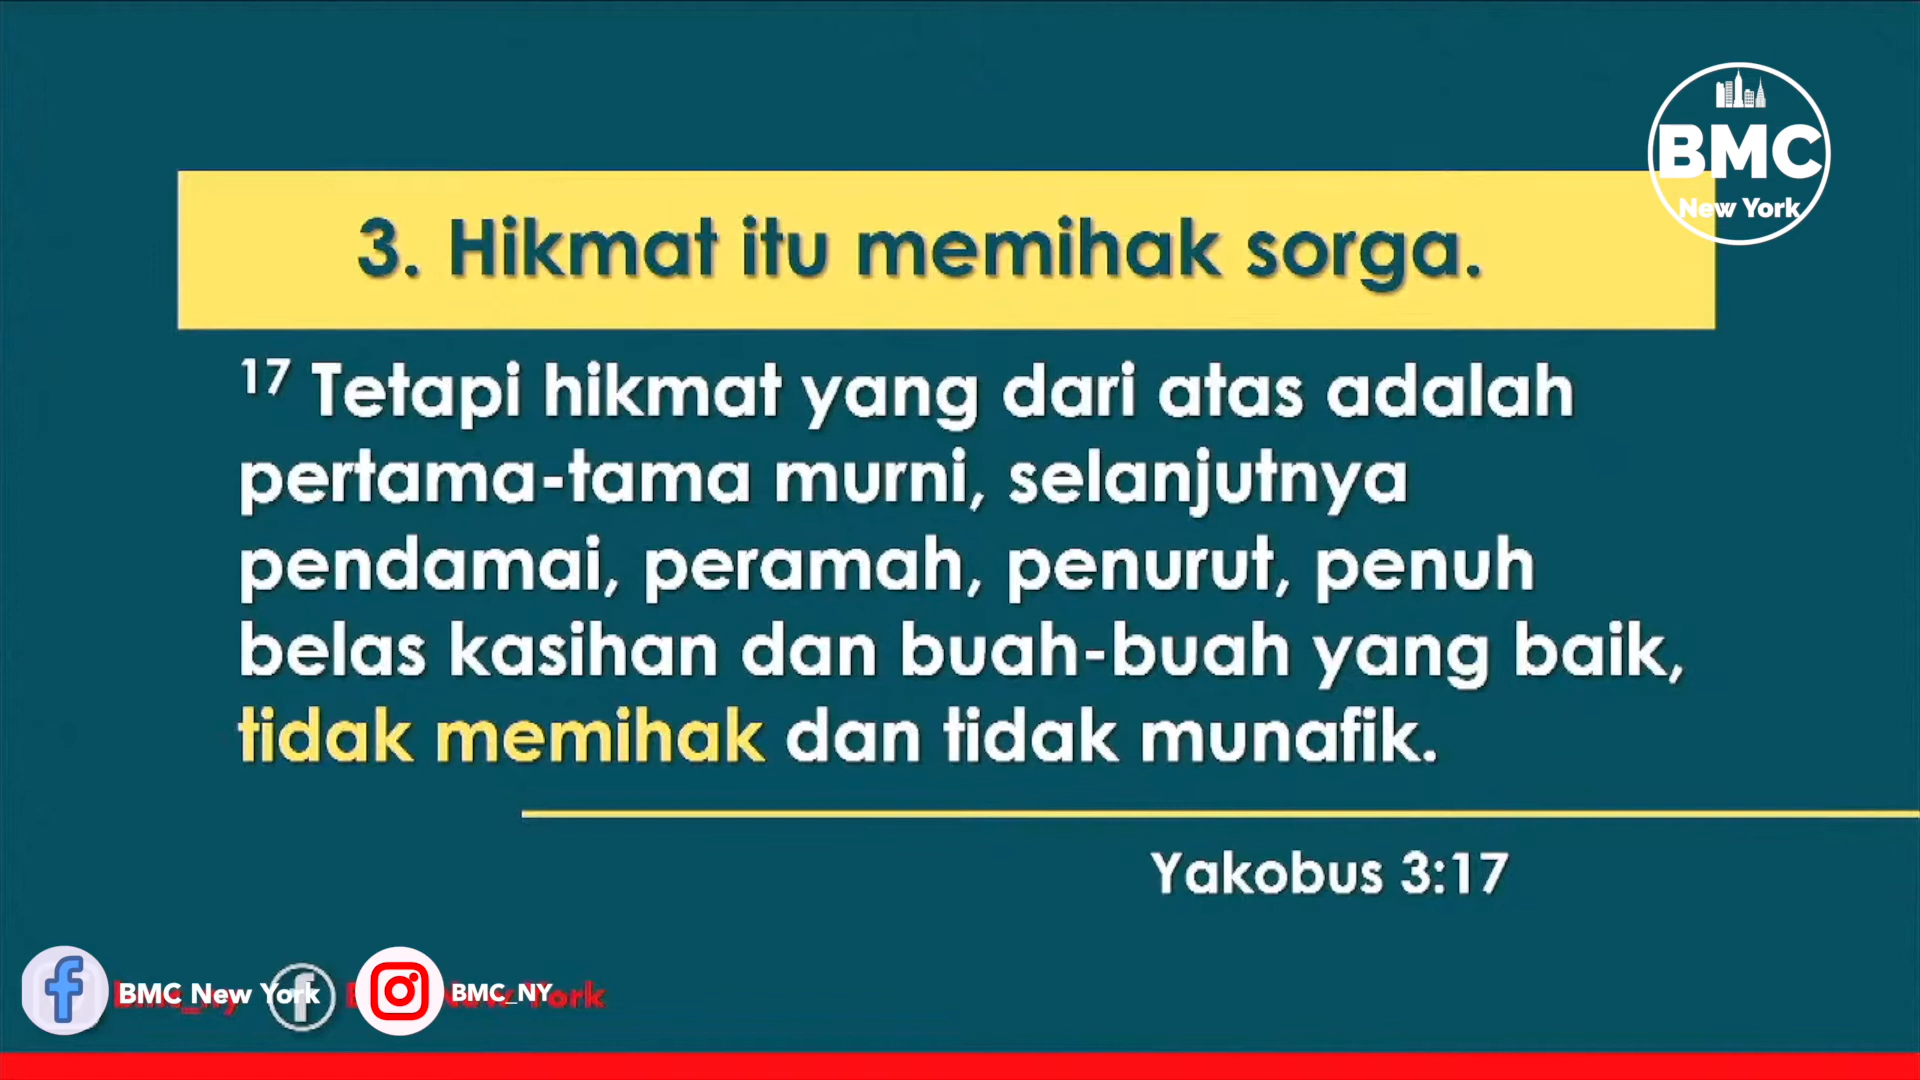 BMC
New York
3. Hikmat itu memihak sorga.
17 Tetapi hikmat yang dari atas adalah
pertama-tama murni, selanjutnya
pendamai, peramah, penurut, penuh
belas kasihan dan buah-buah yang baik,
tidak memihak dan tidak munafik.
Yakobus 3:17
BMC New York
BMC_NY